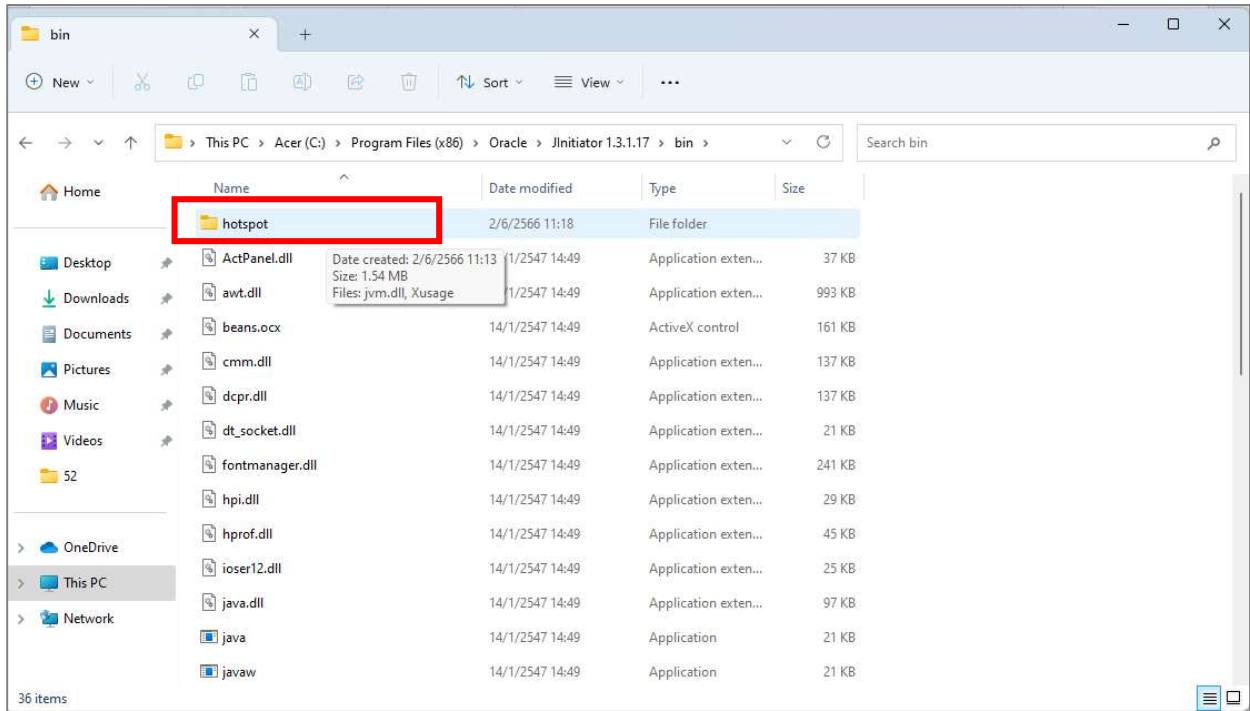 bin
New
Sort
View
This PC > Acer (C:) > Program Files (x86) > Oracle > JInitiator 1.3.1.17 > bin >
Search bin
Name Date modified Type Size
Home
Desktop
Downloads
Documents
Pictures
Music
Videos
52
OneDrive
This PC
Network
hotspot 2/6/2566 11:18 File folder
ActPanel.dll 1/2547 14:49 Application exten... 37 KB
Date created: 2/6/2566 11:13
Size: 1.54 MB
Files: jvm.dll, Xusage
awt.dll /1/2547 14:49 Application exten... 993 KB
beans.ocx 14/1/2547 14:49 ActiveX control 161 KB
cmm.dll 14/1/2547 14:49 Application exten... 137 KB
dcpr.dll 14/1/2547 14:49 Application exten... 137 KB
dt_socket.dll 14/1/2547 14:49 Application exten... 21 KB
fontmanager.dll 14/1/2547 14:49 Application exten... 241 KB
hpi.dll 14/1/2547 14:49 Application exten... 29 KB
hprof.dll 14/1/2547 14:49 Application exten... 45 KB
ioser12.dll 14/1/2547 14:49 Application exten... 25 KB
java.dll 14/1/2547 14:49 Application exten... 97 KB
java 14/1/2547 14:49 Application 21 KB
javaw 14/1/2547 14:49 Application 21 KB
36 items